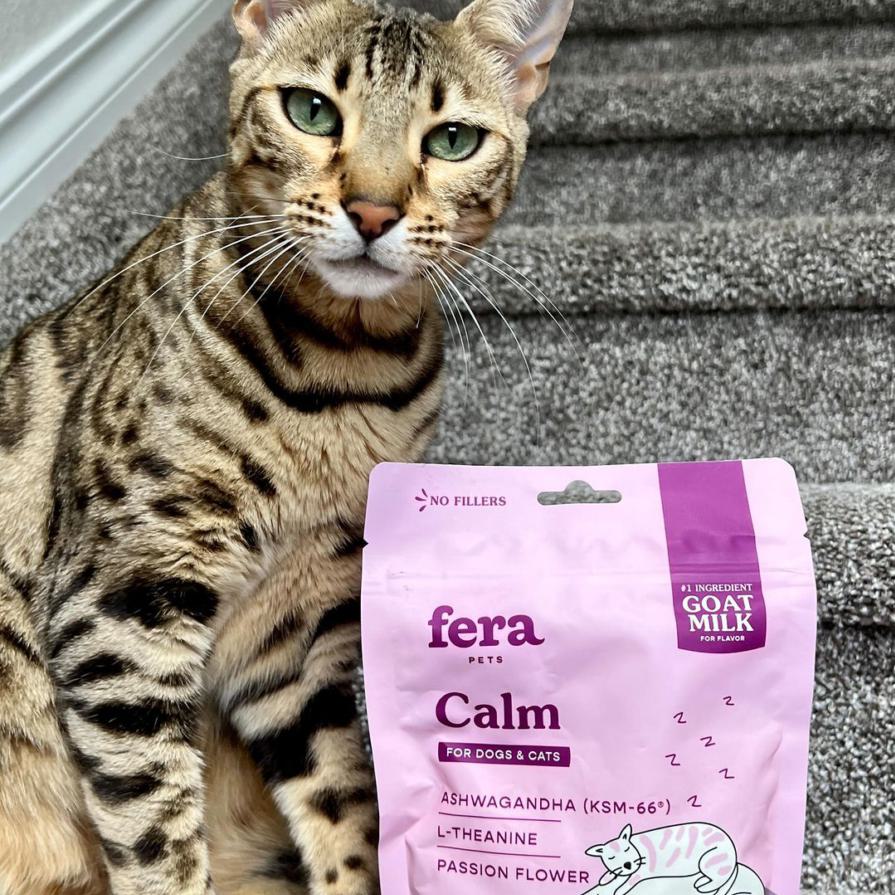 NO FILLERS
#1 INGREDIENT
GOAT
MILK
FOR FLAVOR
fera
PETS
Calm
FOR DOGS & CATS
z
z
z
z
z
z
ASHWAGANDHA (KSM-66®)
L-THEANINE
PASSION FLOWER